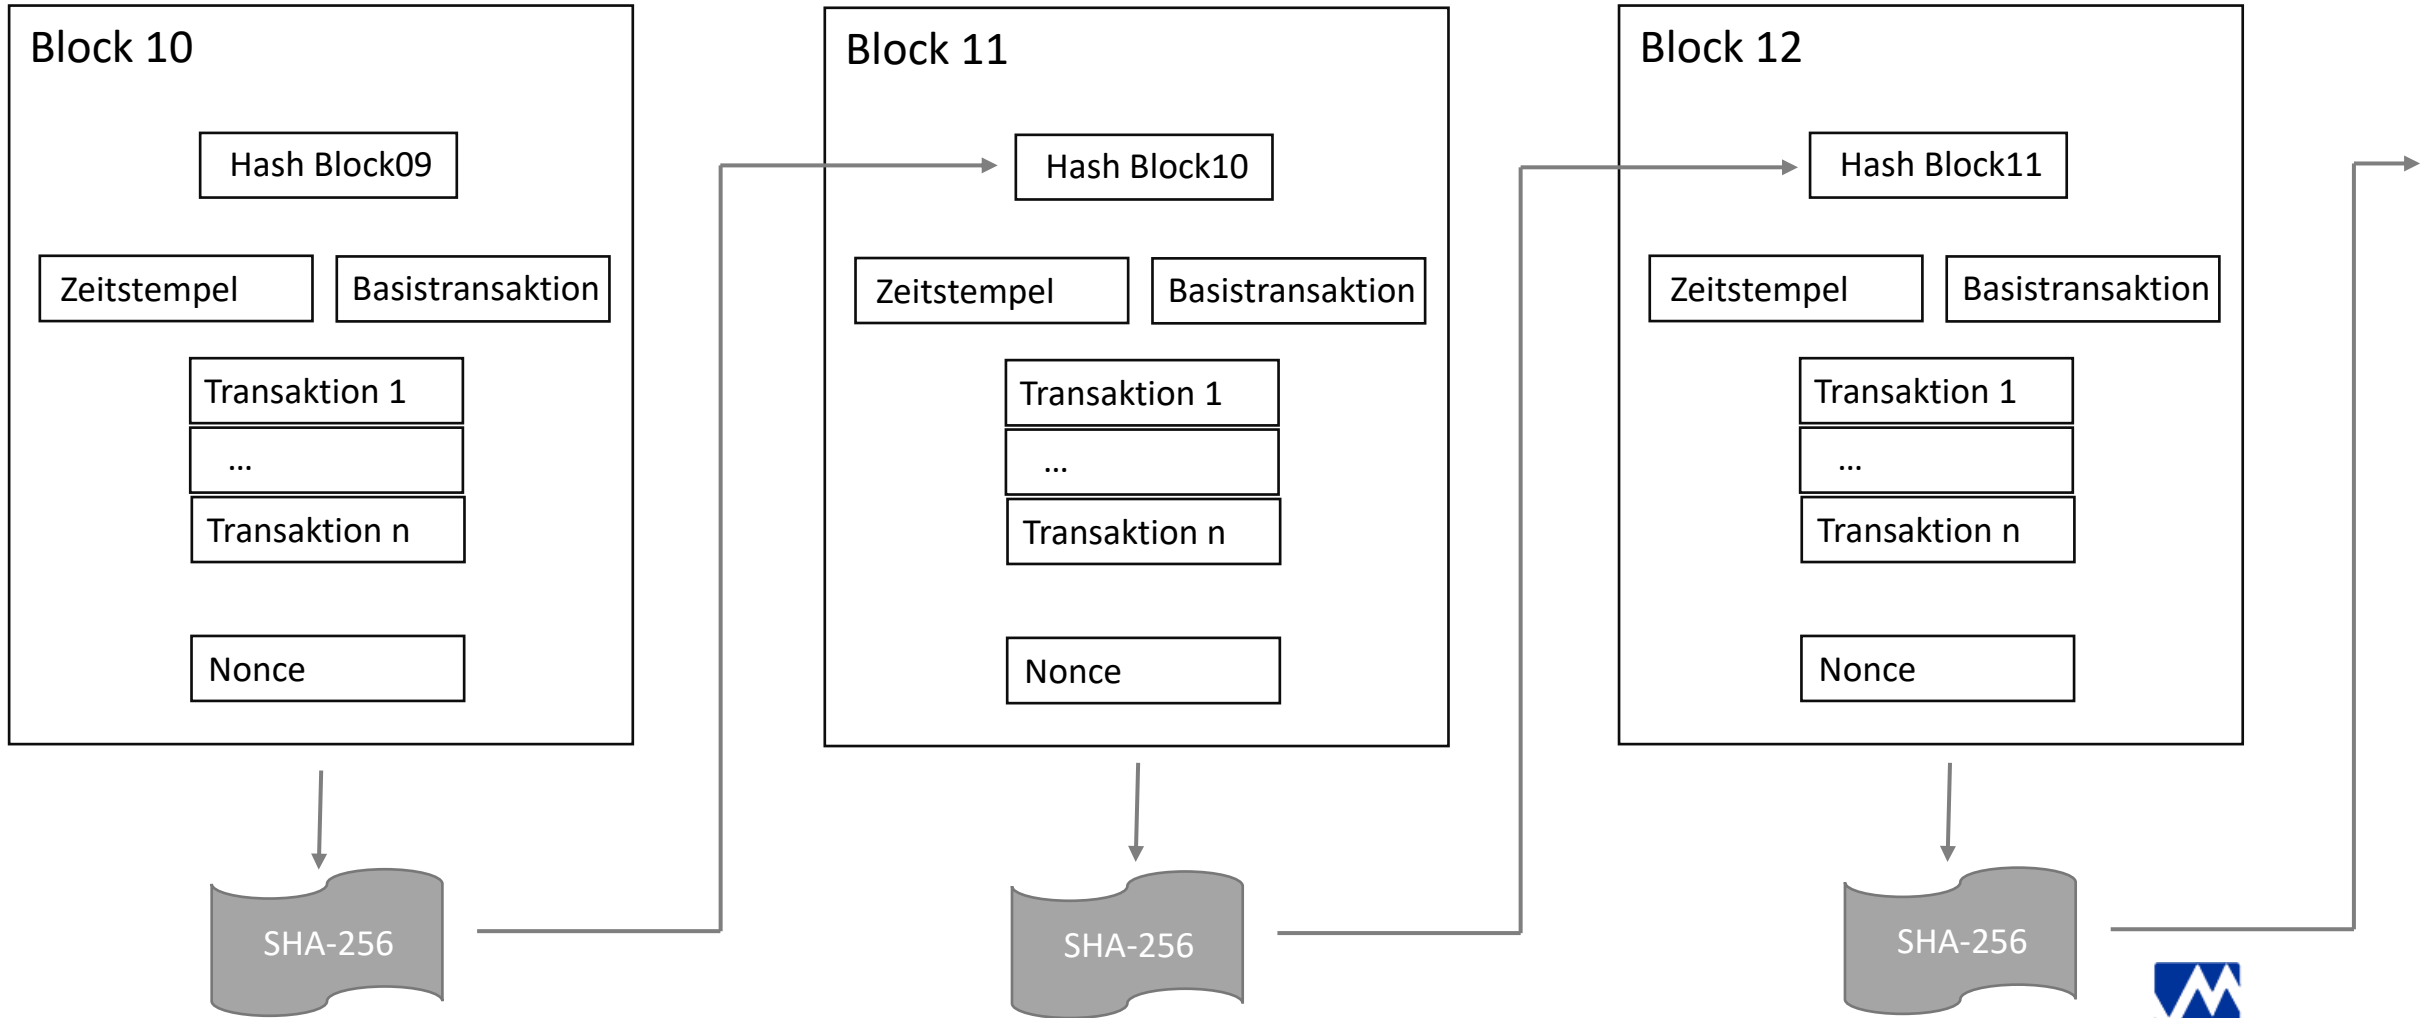 Block 10
Hash Block09
Zeitstempel
Basistransaktion
Transaktion 1
...
Transaktion n
Nonce
SHA-256
Block 11
Hash Block10
Zeitstempel
Basistransaktion
Transaktion 1
...
Transaktion n
Nonce
SHA-256
Block 12
Hash Block11
Zeitstempel
Basistransaktion
Transaktion 1
...
Transaktion n
Nonce
SHA-256